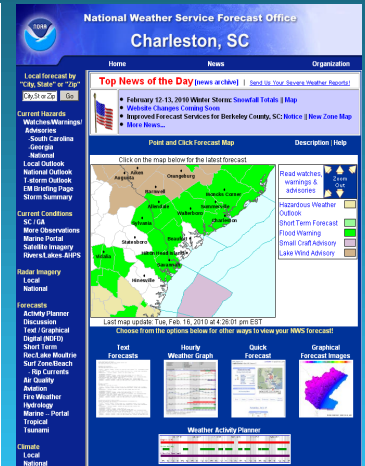 NOAA
National Weather Service Forecast Office
Charleston, SC
Home News Organization
Local forecast by
"City, State" or "Zip"
City,St or Zip Go
Current Hazards
Watches/Warnings/
Advisories
-South Carolina
-Georgia
-National
Local Outlook
National Outlook
T-storm Outlook
EM Briefing Page
Storm Summary
Current Conditions
SC / GA
More Observations
Marine Portal
Satellite Imagery
Rivers/Lakes-AHPS
Radar Imagery
Local
National
Forecasts
Activity Planner
Discussion
Text / Graphical
Digital (NDFD)
Short Term
Rec/Lake Moultrie
Surf Zone/Beach
- Rip Currents
Air Quality
Aviation
Fire Weather
Hydrology
Marine - Portal
Tropical
Tsunami
Climate
Local
National
Top News of the Day [news archive] | Send Us Your Severe Weather Reports!
February 12-13, 2010 Winter Storm: Snowfall Totals || Map
Website Changes Coming Soon
Improved Forecast Services for Berkeley County, SC: Notice || New Zone Map
More News...
Point and Click Forecast Map Description | Help
Click on the map below for the latest forecast.
Aiken
Augusta
Orangeburg
Barnwell
Moncks Corner
Allendale
Summerville
Walterboro
Charleston
Sylvania
Statesboro
Beaufort
Hilton Head Island
Savannah
Vidalia
Hinesville
Read watches,
warnings &
advisories
Zoom
Out
Hazardous Weather
Outlook
Short Term Forecast
Flood Warning
Small Craft Advisory
Lake Wind Advisory
Last map update: Tue, Feb. 16, 2010 at 4:26:01 pm EST
Choose from the options below for other ways to view your NWS forecast!
Text
Forecasts
Hourly
Weather Graph
Quick
Forecast
Graphical
Forecast Images
Weather Activity Planner